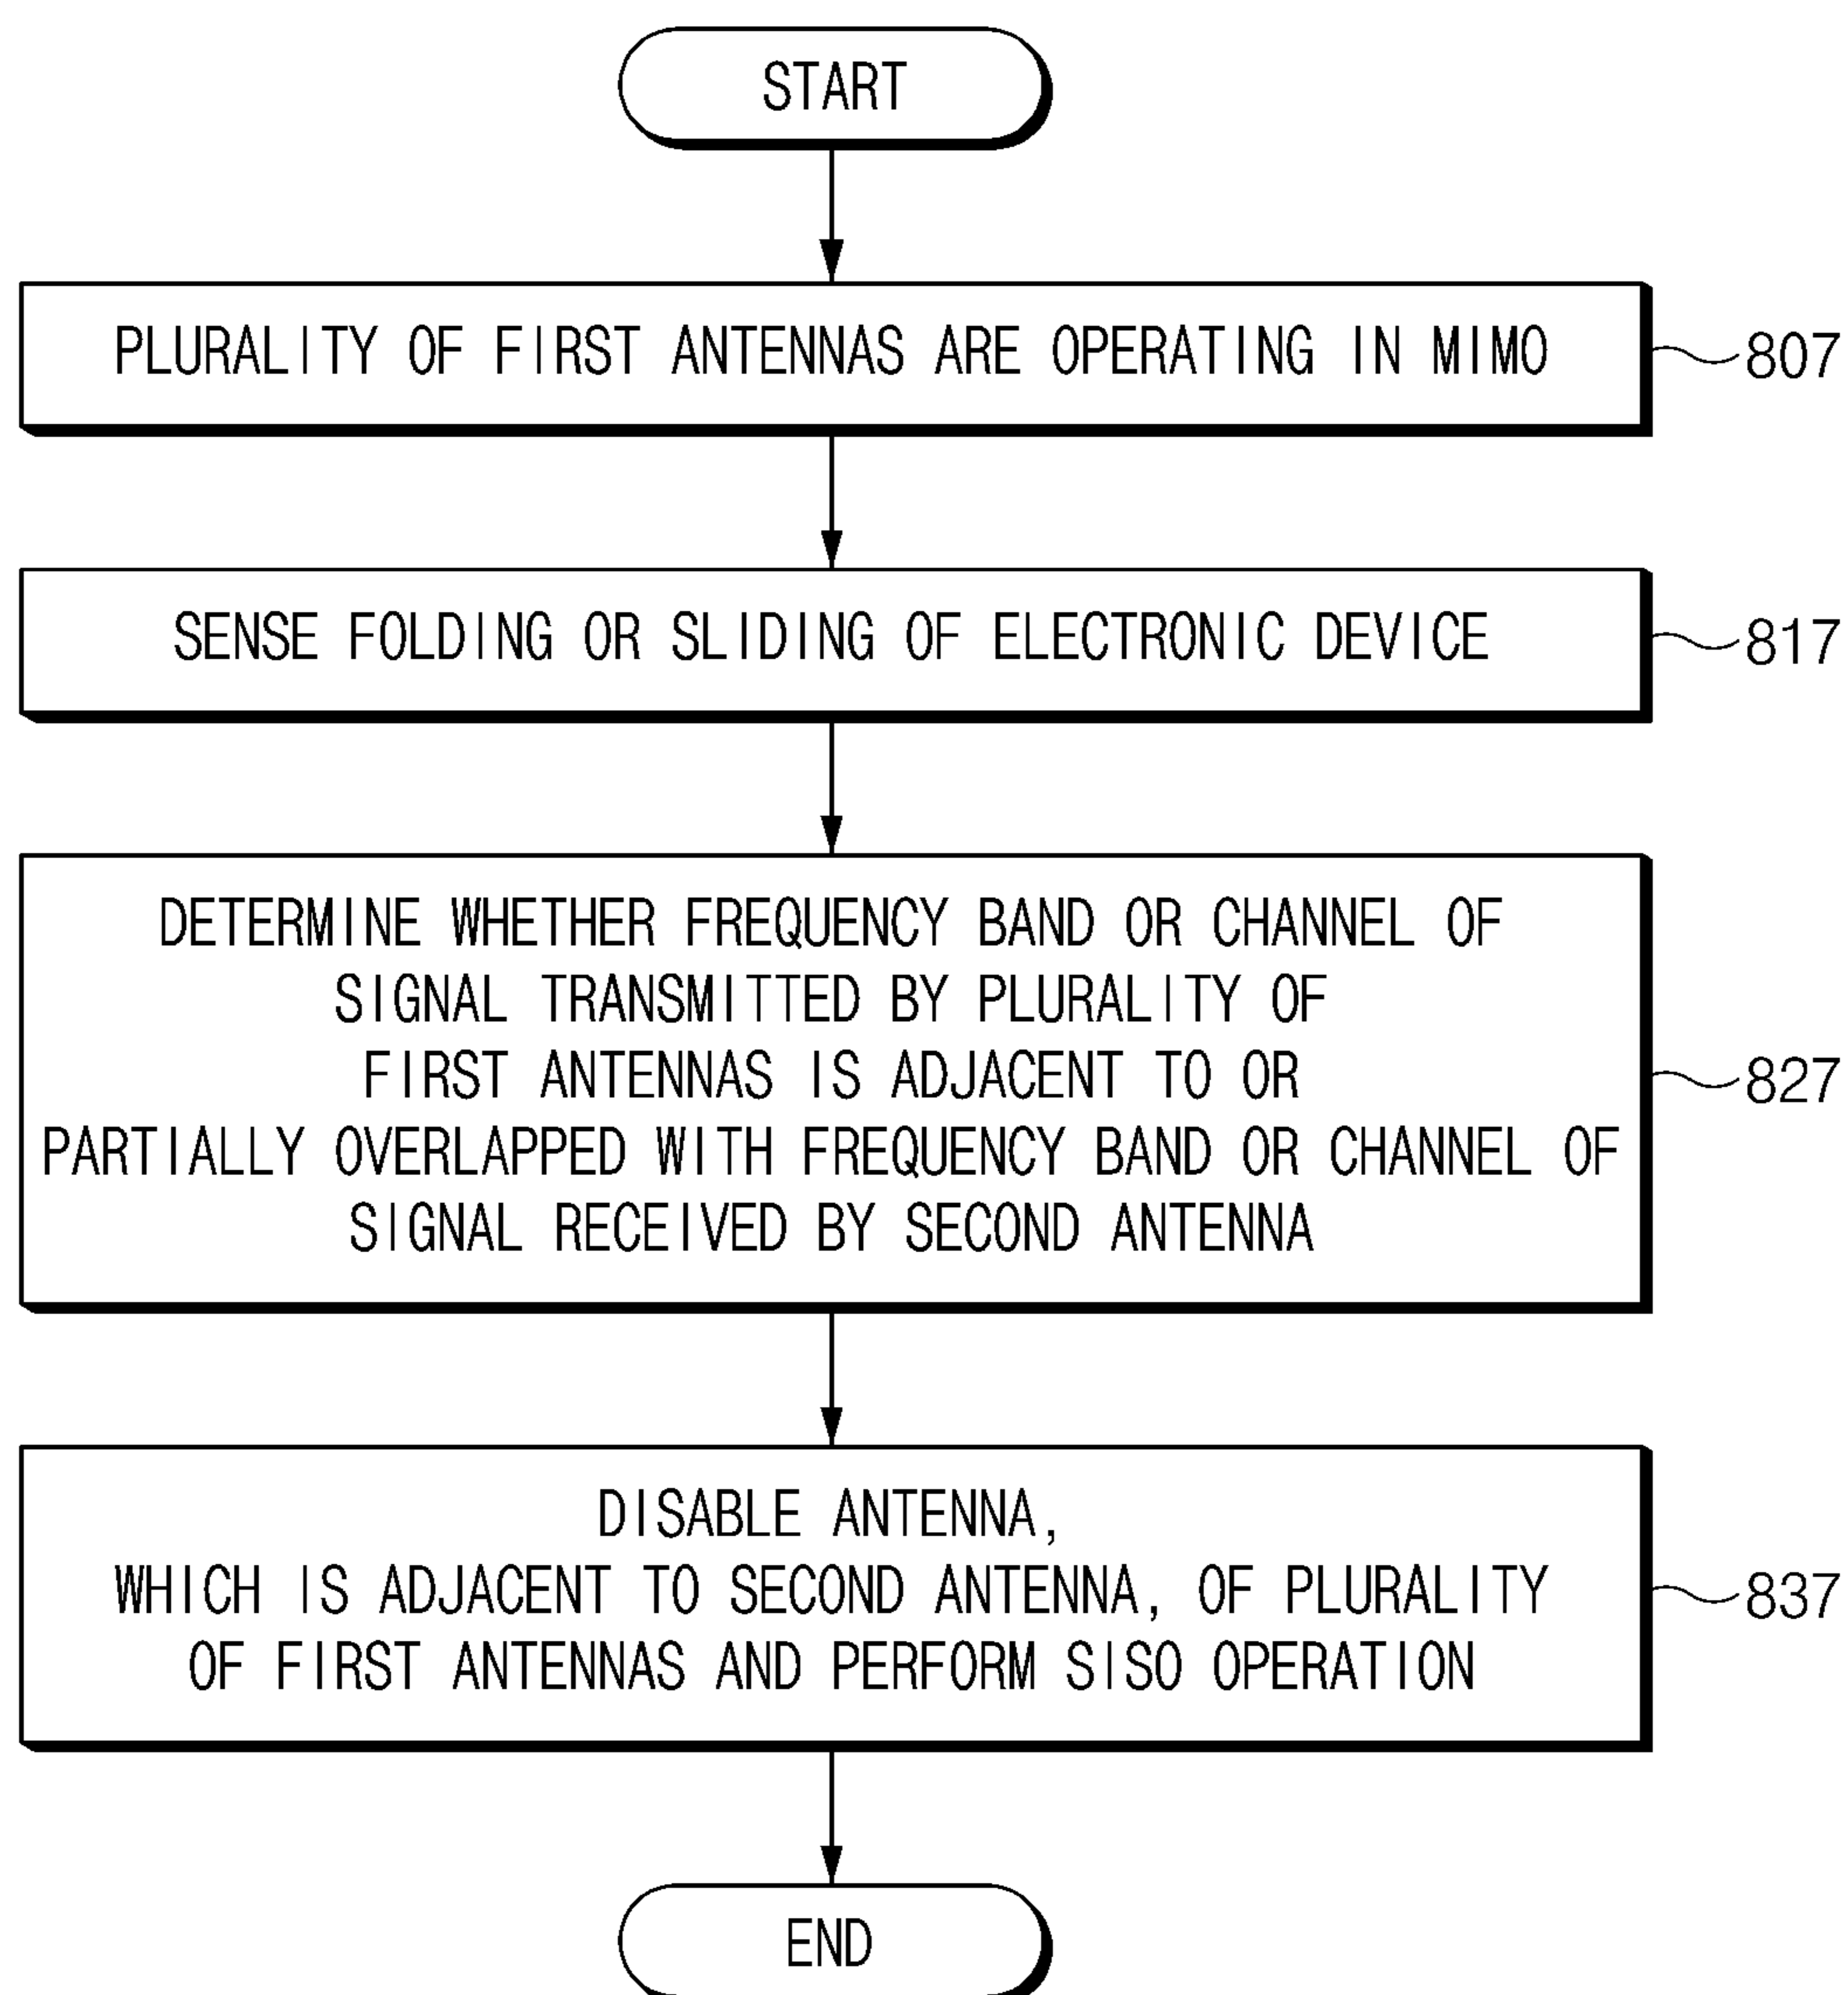 START
PLURALITY OF FIRST ANTENNAS ARE OPERATING IN MIMO
807
SENSE FOLDING OR SLIDING OF ELECTRONIC DEVICE
817
DETERMINE WHETHER FREQUENCY BAND OR CHANNEL OF
SIGNAL TRANSMITTED BY PLURALITY OF
FIRST ANTENNAS IS ADJACENT TO OR
PARTIALLY OVERLAPPED WITH FREQUENCY BAND OR CHANNEL OF
SIGNAL RECEIVED BY SECOND ANTENNA
827
DISABLE ANTENNA,
WHICH IS ADJACENT TO SECOND ANTENNA, OF PLURALITY
OF FIRST ANTENNAS AND PERFORM SISO OPERATION
837
END